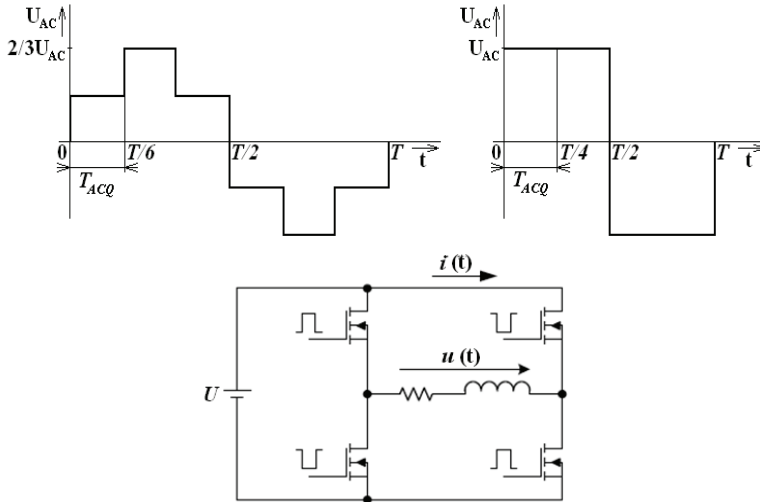 U_AC
2/3U_AC
0
T/6
T/2
T
t
T_ACQ
U_AC
U_AC
0
T/4
T/2
T
t
T_ACQ
i (t)
u (t)
U